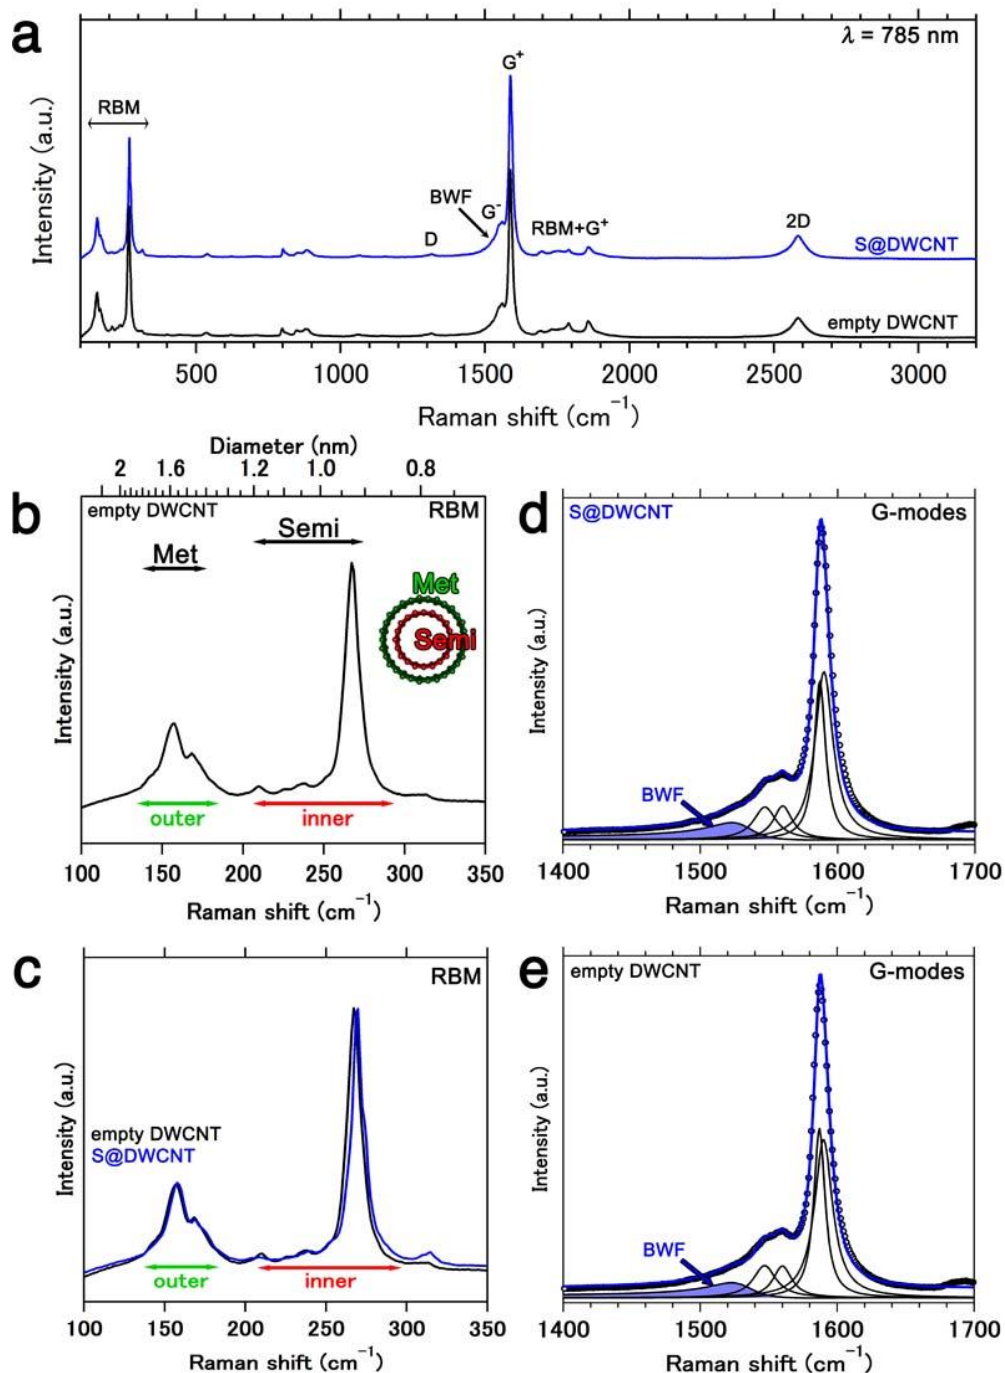 a
λ = 785 nm
G⁺
RBM
BWF
G⁻
D
RBM+G⁺
2D
S@DWCNT
empty DWCNT
Intensity (a.u.)
500 1000 1500 2000 2500 3000
Raman shift (cm⁻¹)
Diameter (nm)
2 1.6 1.2 1.0 0.8
b
empty DWCNT
RBM
Semi
Met
Met
Semi
outer
inner
Intensity (a.u.)
100 150 200 250 300 350
Raman shift (cm⁻¹)
d
S@DWCNT
G-modes
BWF
Intensity (a.u.)
1400 1500 1600 1700
Raman shift (cm⁻¹)
c
RBM
empty DWCNT
S@DWCNT
outer
inner
Intensity (a.u.)
100 150 200 250 300 350
Raman shift (cm⁻¹)
e
empty DWCNT
G-modes
BWF
Intensity (a.u.)
1400 1500 1600 1700
Raman shift (cm⁻¹)